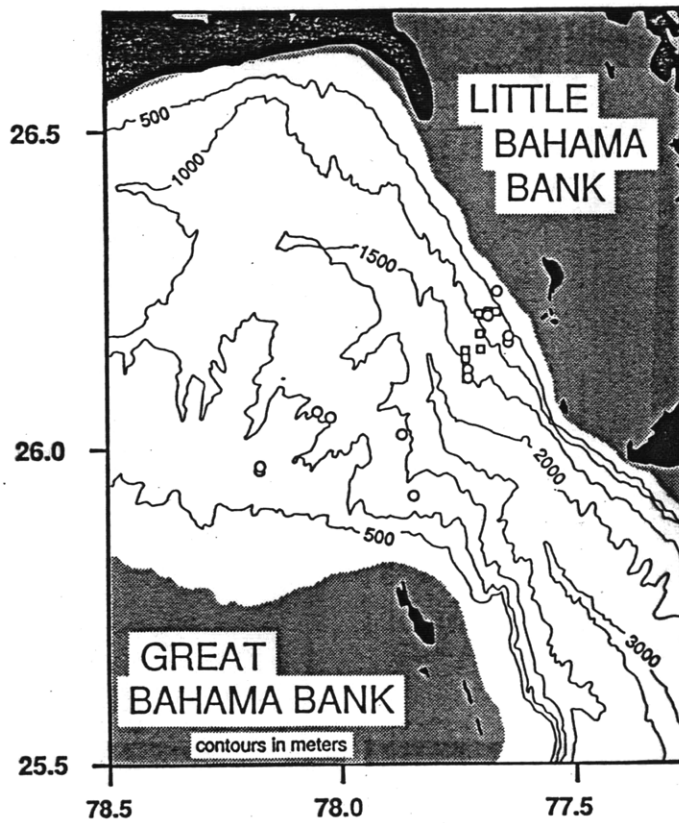 500
26.5
LITTLE
BAHAMA
BANK
1000
1500
26.0
2000
500
3000
GREAT
BAHAMA BANK
contours in meters
25.5
78.5
78.0
77.5